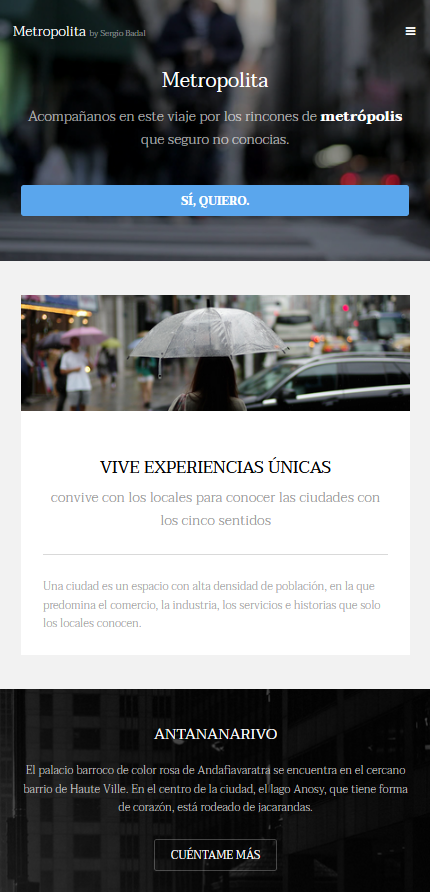 Metropolita by Sergio Badal
Metropolita
Acompañanos en este viaje por los rincones de metrópolis
que seguro no conocias.
SÍ, QUIERO.
VIVE EXPERIENCIAS ÚNICAS
convive con los locales para conocer las ciudades con
los cinco sentidos
Una ciudad es un espacio con alta densidad de población, en la que
predomina el comercio, la industria, los servicios e historias que solo
los locales conocen.
ANTANANARIVO
El palacio barroco de color rosa de Andafiavaratra se encuentra en el cercano
barrio de Haute Ville. En el centro de la ciudad, el lago Anosy, que tiene forma
de corazón, está rodeado de jacarandas.
CUÉNTAME MÁS